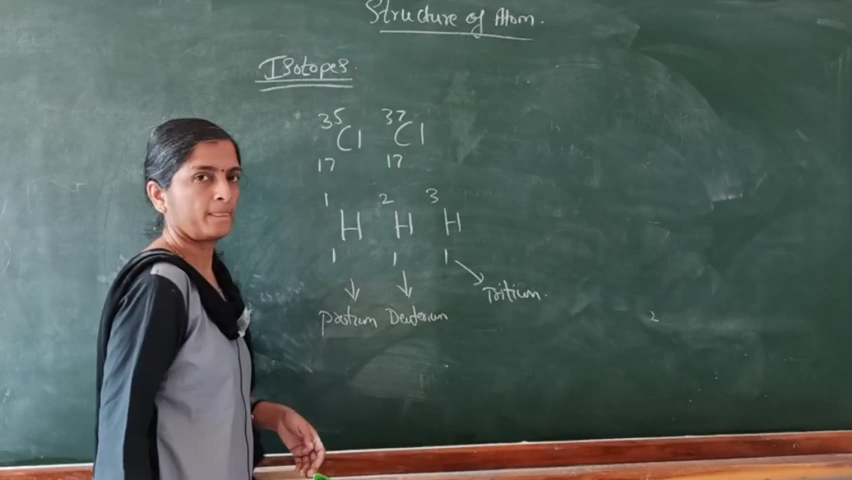 Structure of Atom.
Isotopes.
35 37
Cl Cl
17 17
1 2 3
H H H
1 1 1
Tritium.
Protium Deuterium
2